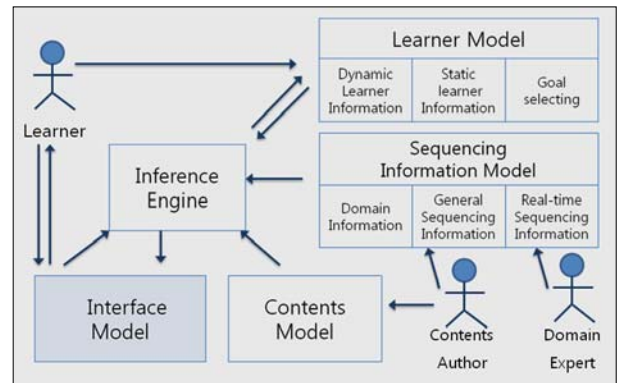 Learner Model
Dynamic
Learner
Information
Static
learner
Information
Goal
selecting
Learner
Sequencing
Information Model
Domain
Information
General
Sequencing
Information
Real-time
Sequencing
Information
Inference
Engine
Interface
Model
Contents
Model
Contents
Author
Domain
Expert